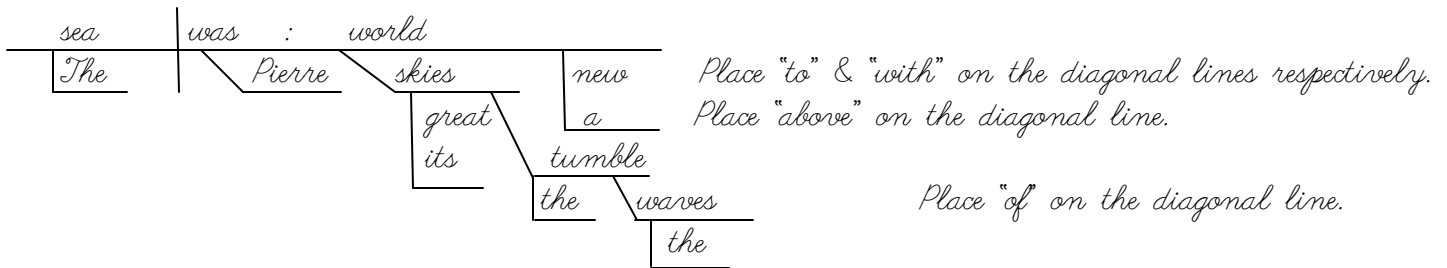 sea was : world
The Pierre skies new Place "to" & "with" on the diagonal lines respectively.
great a Place "above" on the diagonal line.
its tumble
the waves Place "of" on the diagonal line.
the